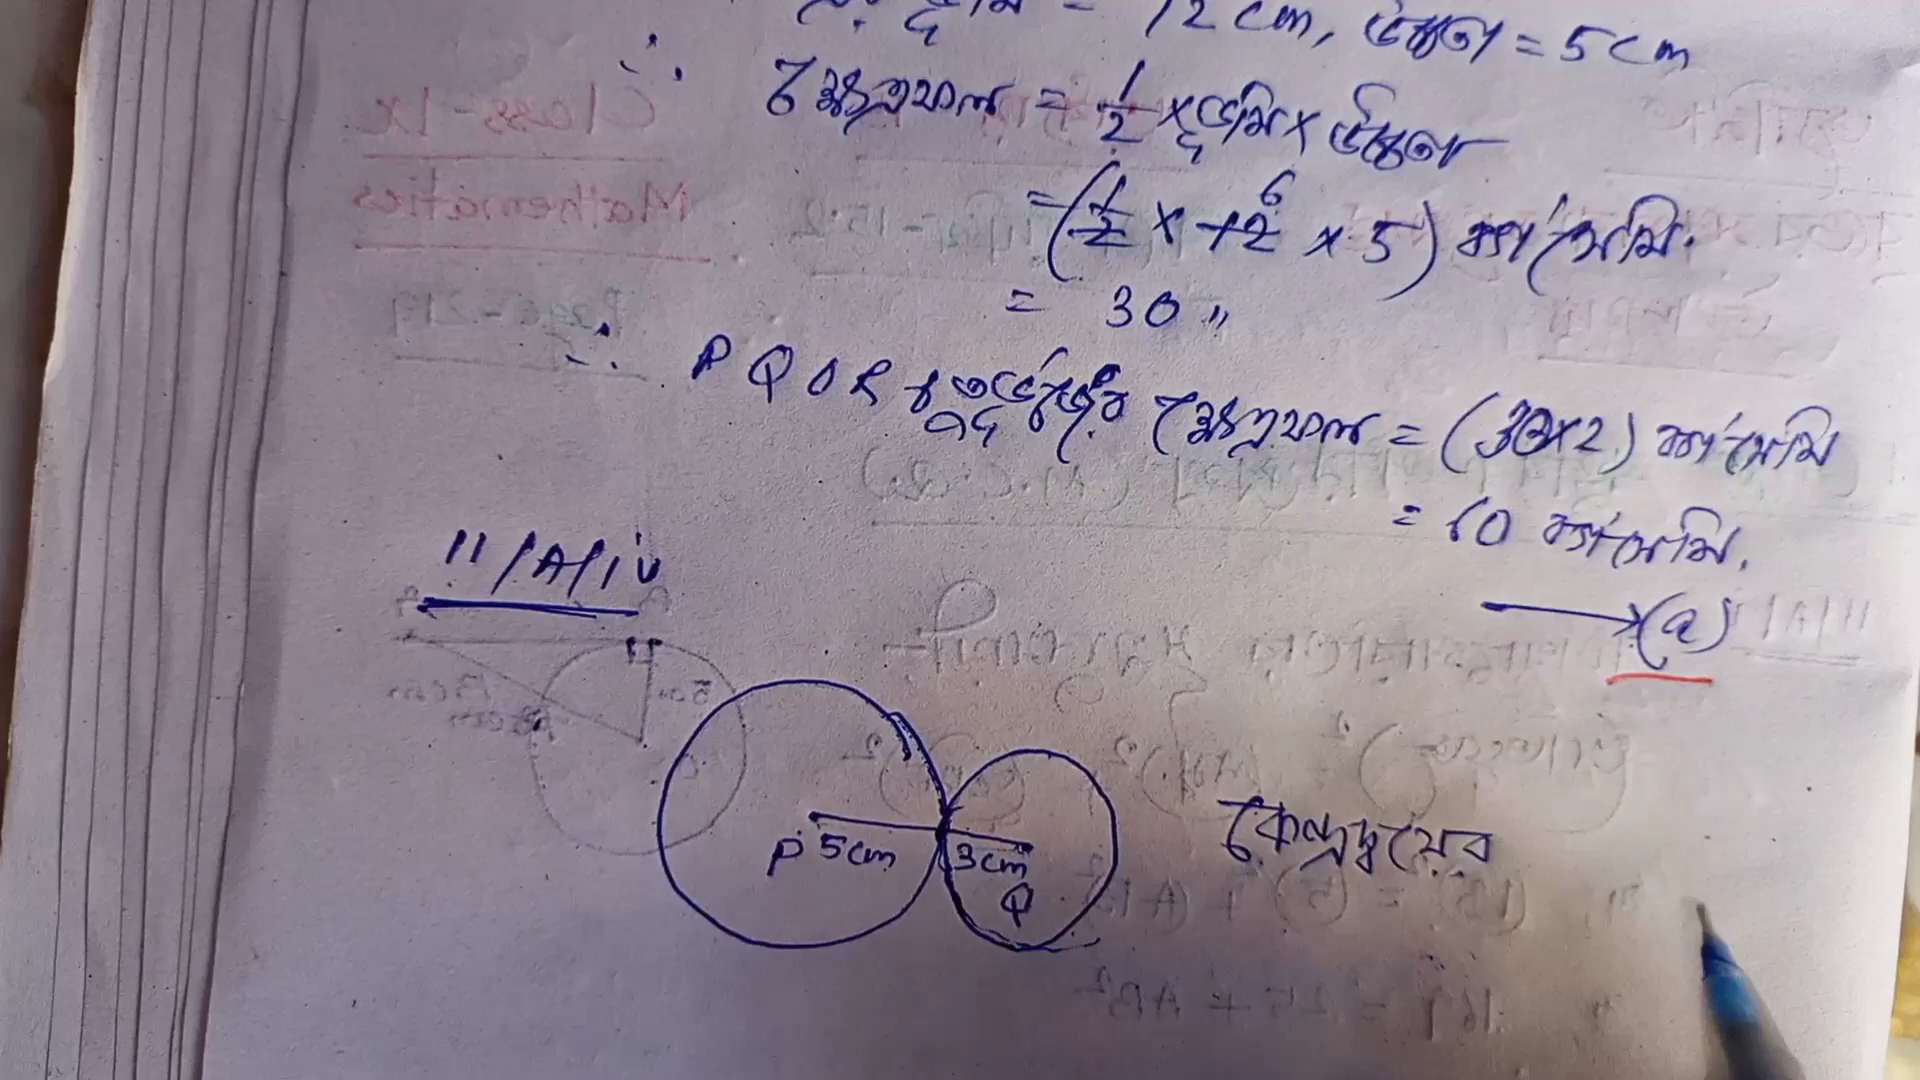 ভূমি = 12 cm, উচ্চতা = 5 cm
∴ ক্ষেত্রফল = 1/2 × ভূমি × উচ্চতা
= (1/2 × 12 6 × 5) বর্গসেমি.
= 30 "
∴ PQOR চতুর্ভুজের ক্ষেত্রফল = (30×2) বর্গসেমি
= 60 বর্গসেমি.
→ (a)
11/A/iv
P 5cm 3cm
Q
কেন্দ্রদ্বয়ের